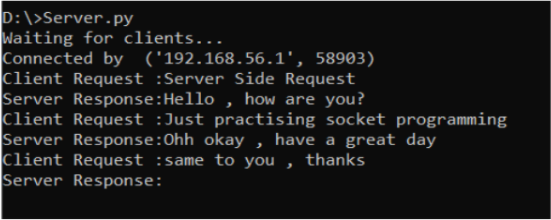 D:\>Server.py
Waiting for clients...
Connected by  ('192.168.56.1', 58903)
Client Request :Server Side Request
Server Response:Hello , how are you?
Client Request :Just practising socket programming
Server Response:Ohh okay , have a great day
Client Request :same to you , thanks
Server Response: